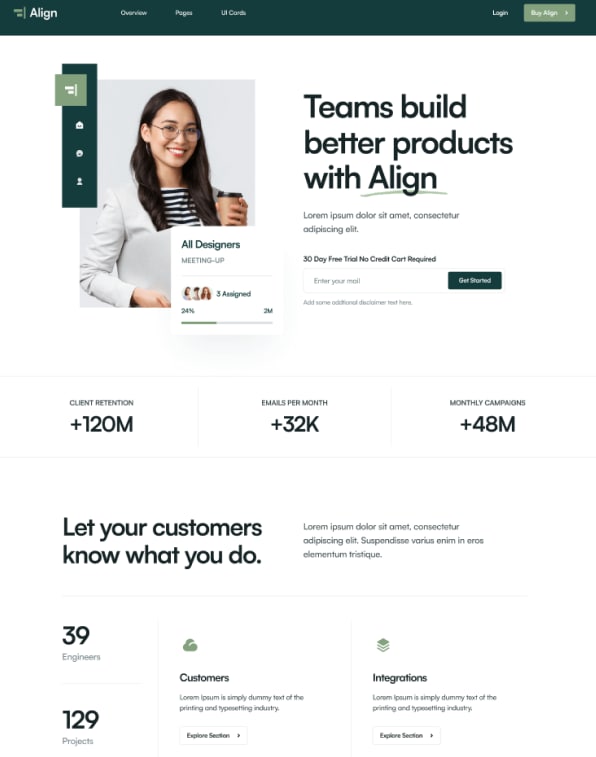 Align
Overview
Pages
UI Cards
Login
Buy Align
Teams build
better products
with Align
Lorem ipsum dolor sit amet, consectetur
adipiscing elit.
30 Day Free Trial No Credit Cart Required
Enter your mail
Get Started
Add some additional disclaimer text here.
All Designers
MEETING-UP
3 Assigned
24%
2M
CLIENT RETENTION
+120M
EMAILS PER MONTH
+32K
MONTHLY CAMPAIGNS
+48M
Let your customers
know what you do.
Lorem ipsum dolor sit amet, consectetur
adipiscing elit. Suspendisse varius enim in eros
elementum tristique.
39
Engineers
129
Projects
Customers
Lorem Ipsum is simply dummy text of the
printing and typesetting industry.
Explore Section
Integrations
Lorem Ipsum is simply dummy text of the
printing and typesetting industry.
Explore Section